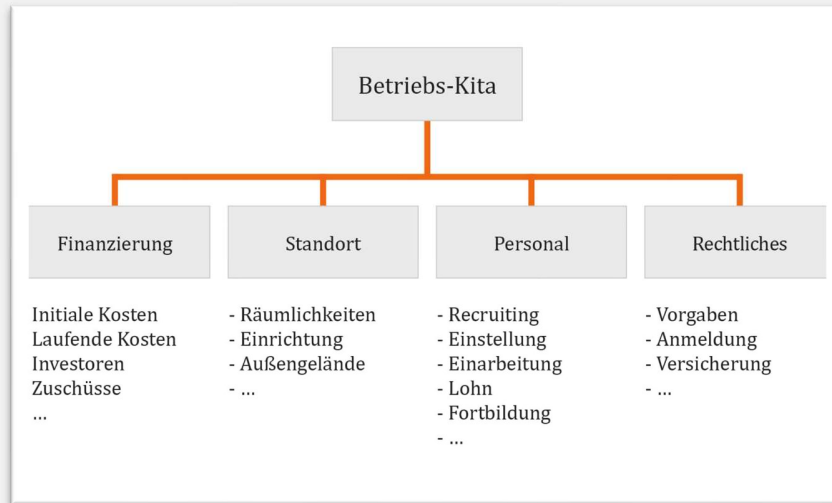 Betriebs-Kita
Finanzierung
Initiale Kosten
Laufende Kosten
Investoren
Zuschüsse
...
Standort
- Räumlichkeiten
- Einrichtung
- Außengelände
- ...
Personal
- Recruiting
- Einstellung
- Einarbeitung
- Lohn
- Fortbildung
- ...
Rechtliches
- Vorgaben
- Anmeldung
- Versicherung
- ...